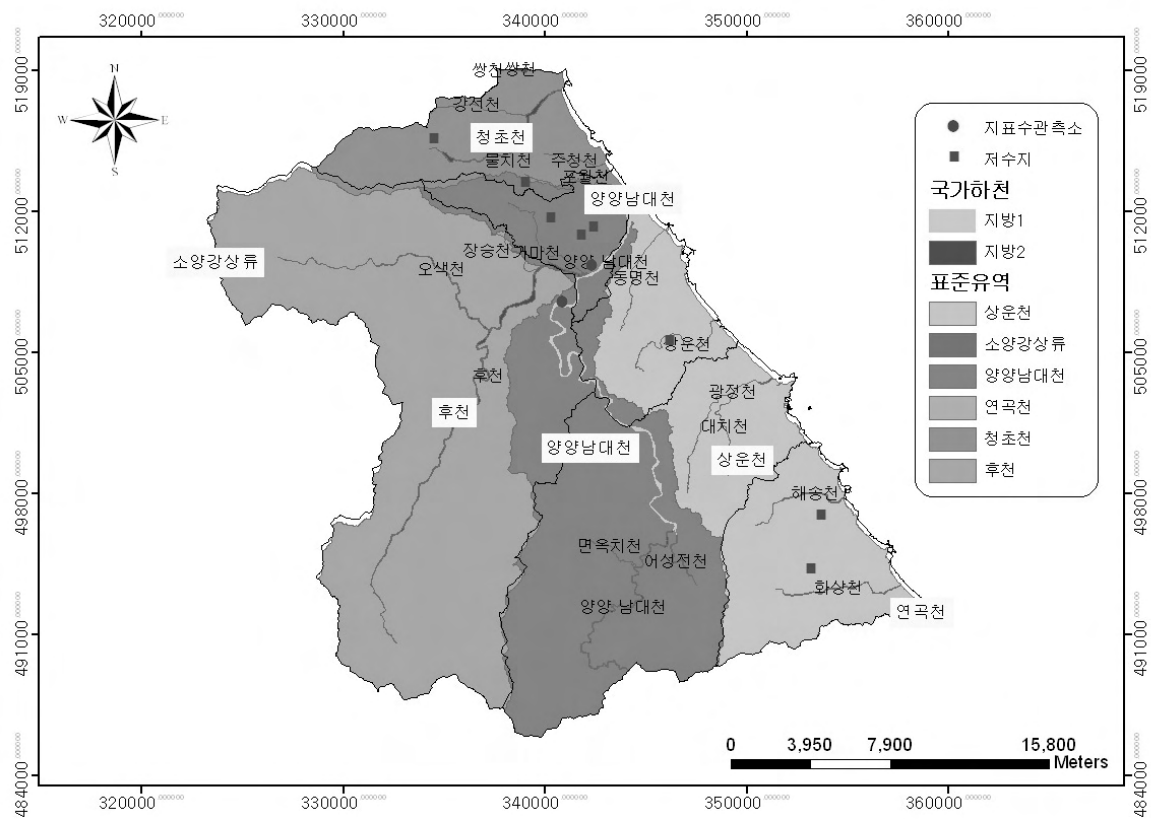 320000 330000 340000 350000 360000
519000 519000
512000 512000
505000 505000
498000 498000
491000 491000
484000 484000
N
W E
S
쌍천쌍천
강선천
청초천
물치천 주청천
포월천
양양남대천
장승천 거마천
소양강상류
오색천
양양 남대천
동명천
상운천
후천
후천
광정천
대치천
양양남대천
상운천
해송천
면옥치천
어성전천
화상천
양양 남대천
연곡천
지표수관측소
저수지
국가하천
지방1
지방2
표준유역
상운천
소양강상류
양양남대천
연곡천
청초천
후천
0 3,950 7,900 15,800
Meters
320000 330000 340000 350000 360000